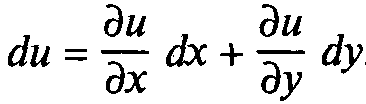 du = ∂u/∂x dx + ∂u/∂y dy.